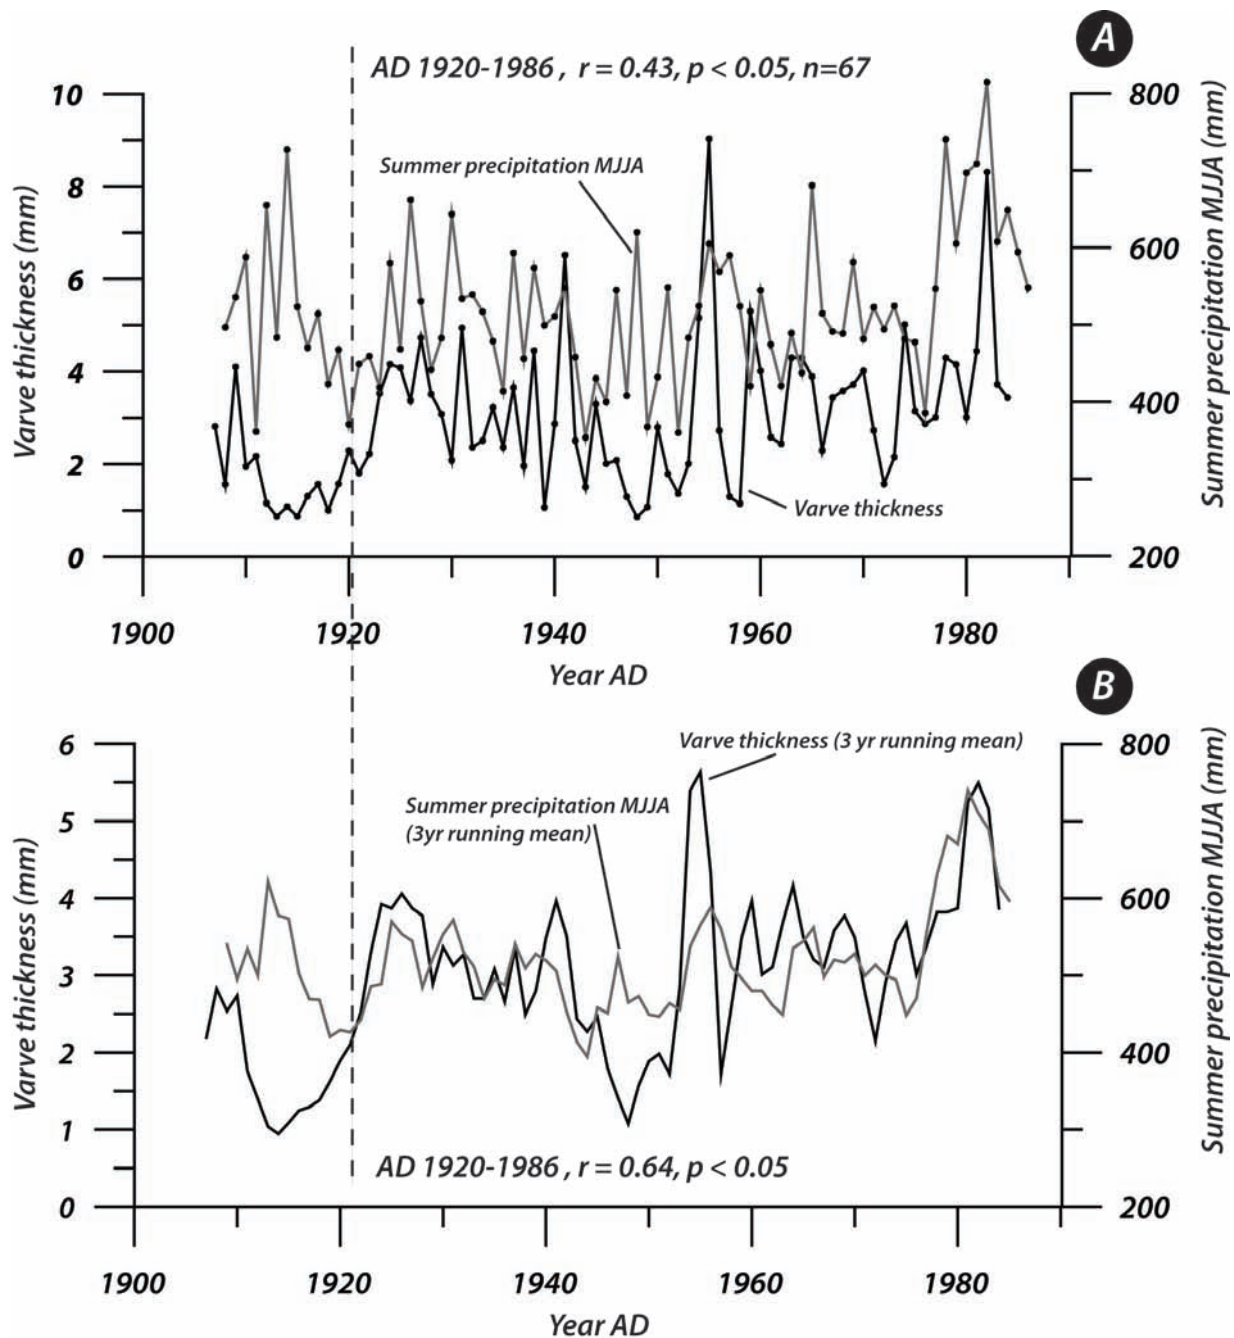 A
AD 1920-1986 , r = 0.43, p < 0.05, n=67
10
8
6
4
2
0
Varve thickness (mm)
Summer precipitation MJJA
Varve thickness
800
600
400
200
Summer precipitation MJJA (mm)
1900
1920
1940
1960
1980
Year AD
B
6
5
4
3
2
1
0
Varve thickness (mm)
Varve thickness (3 yr running mean)
Summer precipitation MJJA
(3yr running mean)
800
600
400
200
Summer precipitation MJJA (mm)
AD 1920-1986 , r = 0.64, p < 0.05
1900
1920
1940
1960
1980
Year AD